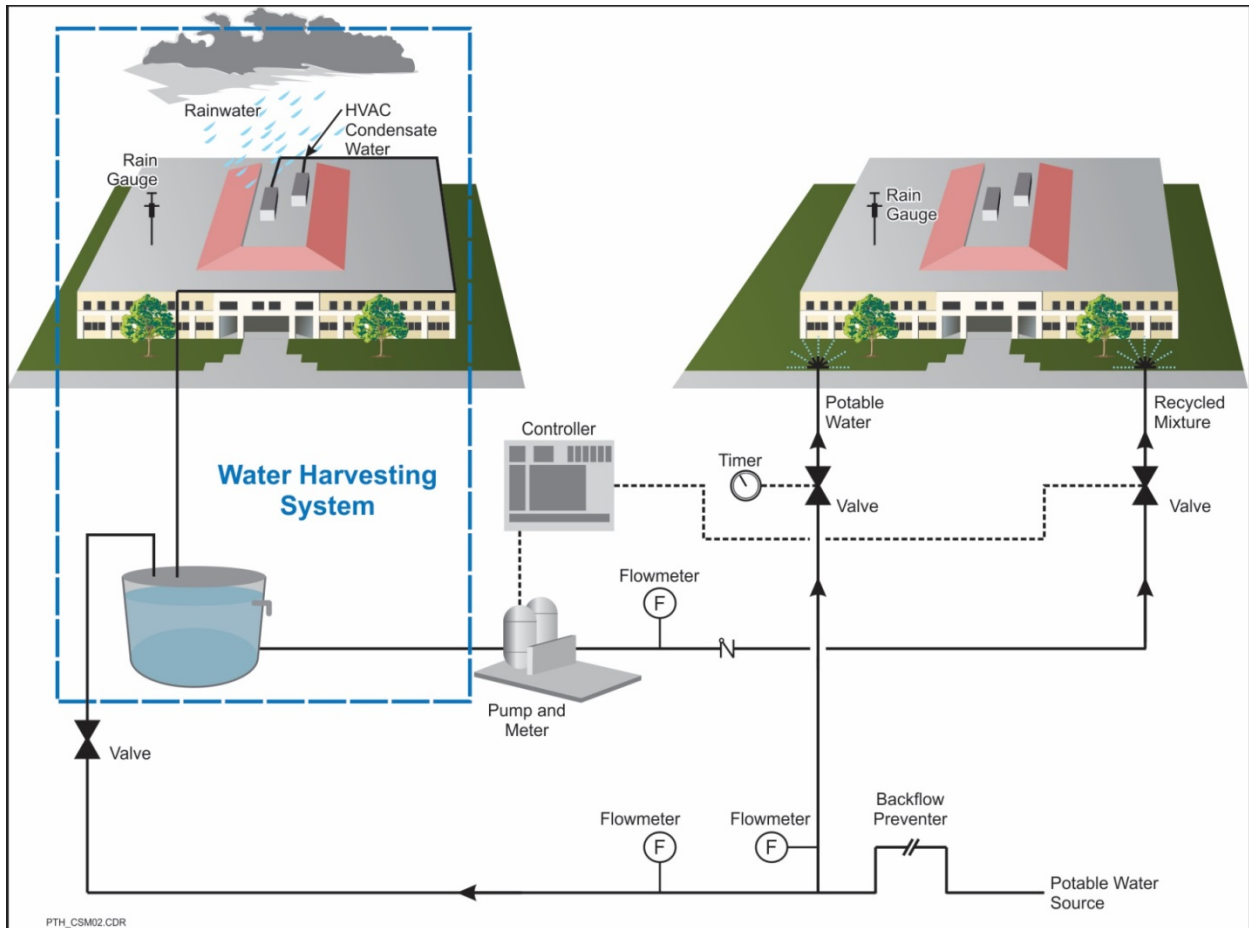 Rainwater
HVAC
Condensate
Water
Rain
Gauge
Rain
Gauge
Water Harvesting
System
Controller
Timer
Potable
Water
Recycled
Mixture
Valve
Valve
Flowmeter
F
Pump and
Meter
Valve
Flowmeter
F
Flowmeter
F
Backflow
Preventer
Potable Water
Source
PTH_CSM02.CDR